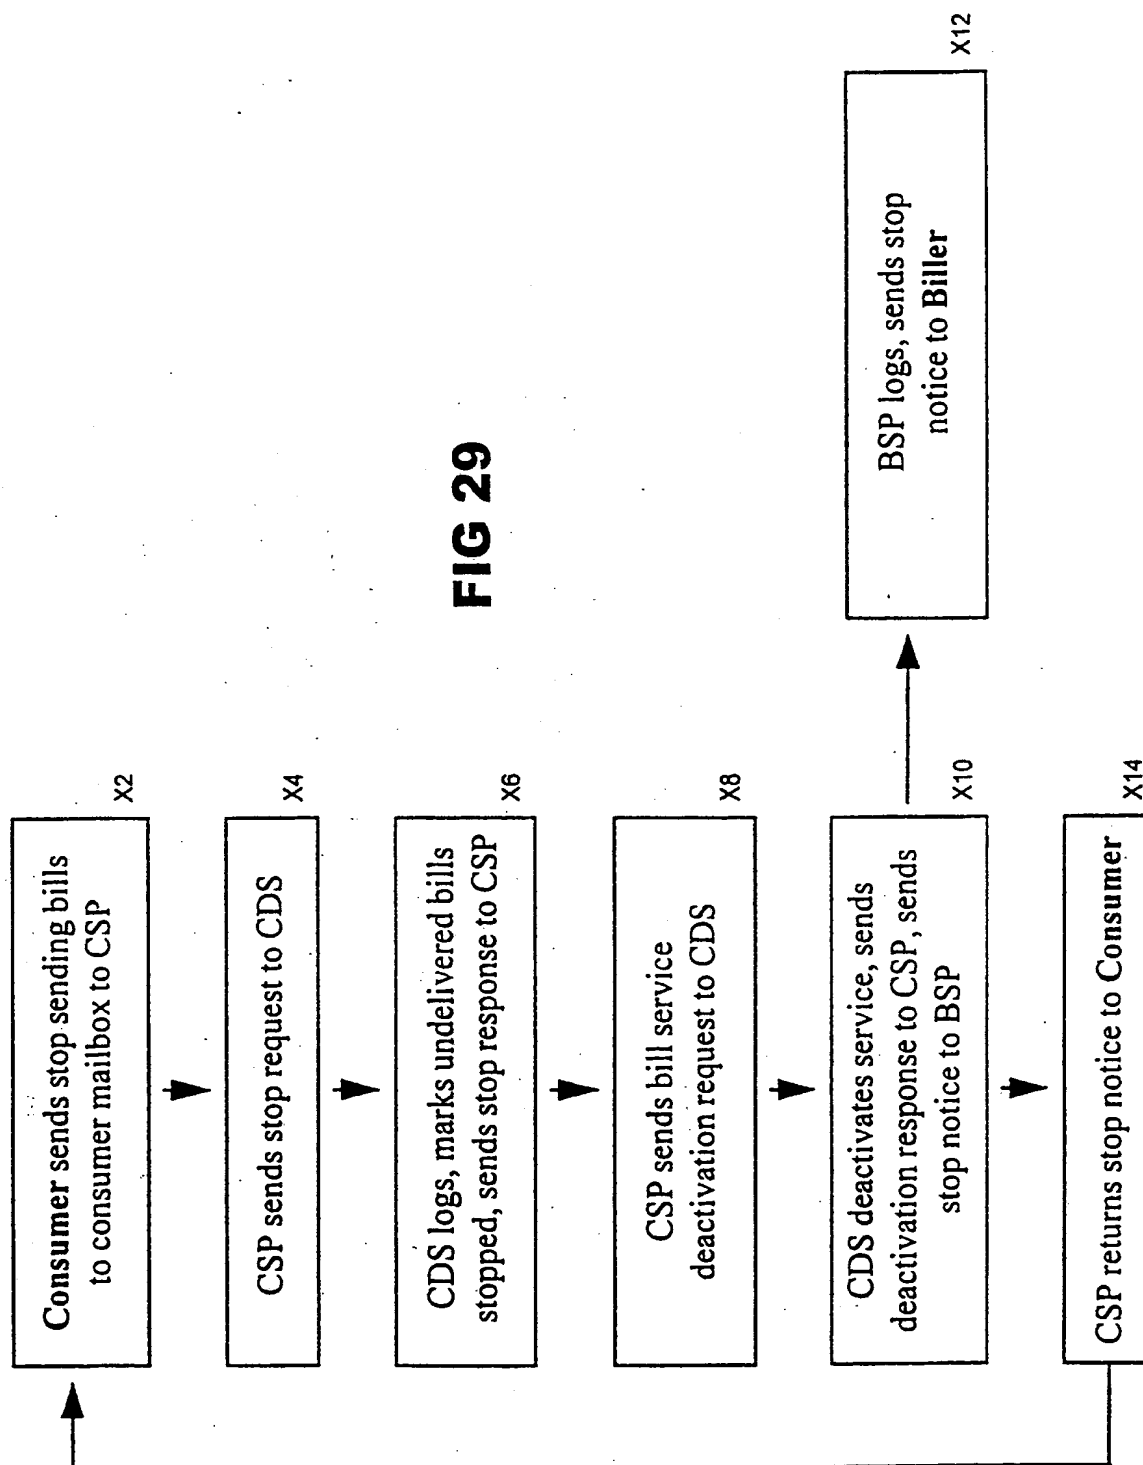 Consumer sends stop sending bills
to consumer mailbox to CSP
X2
CSP sends stop request to CDS
X4
CDS logs, marks undelivered bills
stopped, sends stop response to CSP
X6
CSP sends bill service
deactivation request to CDS
X8
CDS deactivates service, sends
deactivation response to CSP, sends
stop notice to BSP
X10
BSP logs, sends stop
notice to Biller
X12
CSP returns stop notice to Consumer
X14
FIG 29